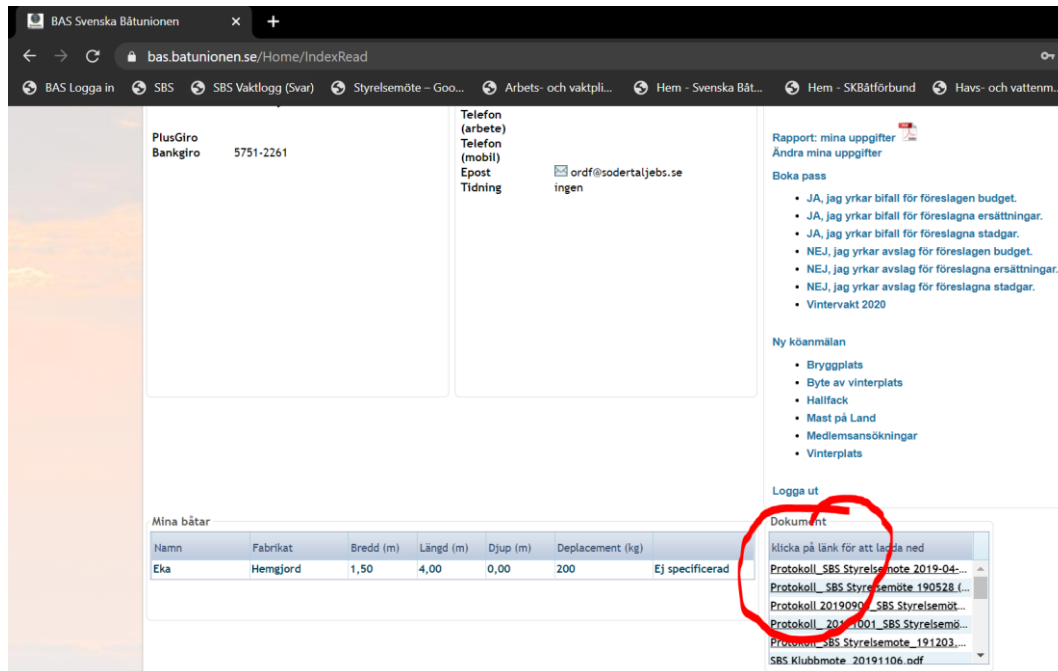 BAS Svenska Båtunionen
bas.batunionen.se/Home/IndexRead
BAS Logga in SBS SBS Vaktlogg (Svar) Styrelsemöte – Goo... Arbets- och vaktpli... Hem - Svenska Båt... Hem - SKBåtförbund Havs- och vattenm...
PlusGiro
Bankgiro 5751-2261
Telefon
(arbete)
Telefon
(mobil)
Epost ordf@sodertaljebs.se
Tidning ingen
Rapport: mina uppgifter
Ändra mina uppgifter
Boka pass
JA, jag yrkar bifall för föreslagen budget.
JA, jag yrkar bifall för föreslagna ersättningar.
JA, jag yrkar bifall för föreslagna stadgar.
NEJ, jag yrkar avslag för föreslagen budget.
NEJ, jag yrkar avslag för föreslagna ersättningar.
NEJ, jag yrkar avslag för föreslagna stadgar.
Vintervakt 2020
Ny köanmälan
Bryggplats
Byte av vinterplats
Hallfack
Mast på Land
Medlemsansökningar
Vinterplats
Logga ut
Mina båtar
Namn Fabrikat Bredd (m) Längd (m) Djup (m) Deplacement (kg)
Eka Hemgjord 1,50 4,00 0,00 200 Ej specificerad
Dokument
klicka på länk för att ladda ned
Protokoll_SBS Styrelsemote 2019-04-...
Protokoll_ SBS Styrelsemöte 190528 (...
Protokoll SBS Styrelsemöt...
Protokoll_ SBS Styrelsemö...
Protokoll_SBS Styrelsemote_191203....
SBS Klubbmote_20191106.pdf